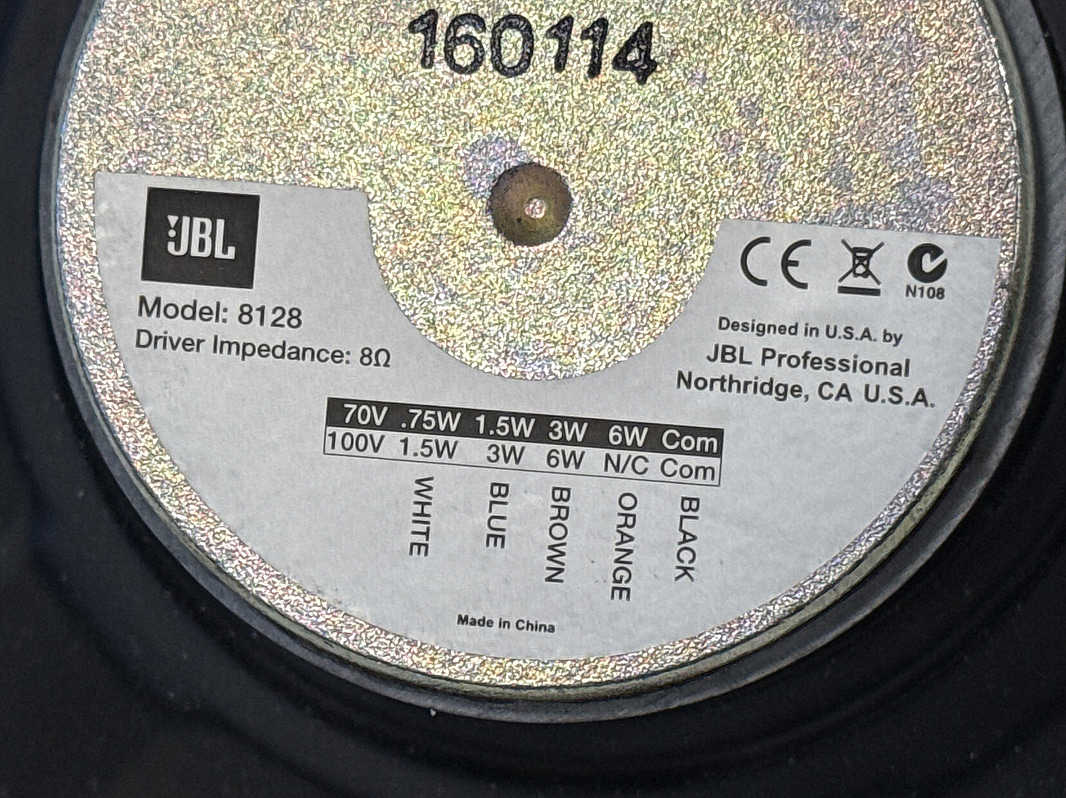 160114
JBL
Model: 8128
Driver Impedance: 8Ω
CE
N108
Designed in U.S.A. by
JBL Professional
Northridge, CA U.S.A.
70V .75W 1.5W 3W 6W Com
100V 1.5W 3W 6W N/C Com
WHITE
BLUE
BROWN
ORANGE
BLACK
Made in China